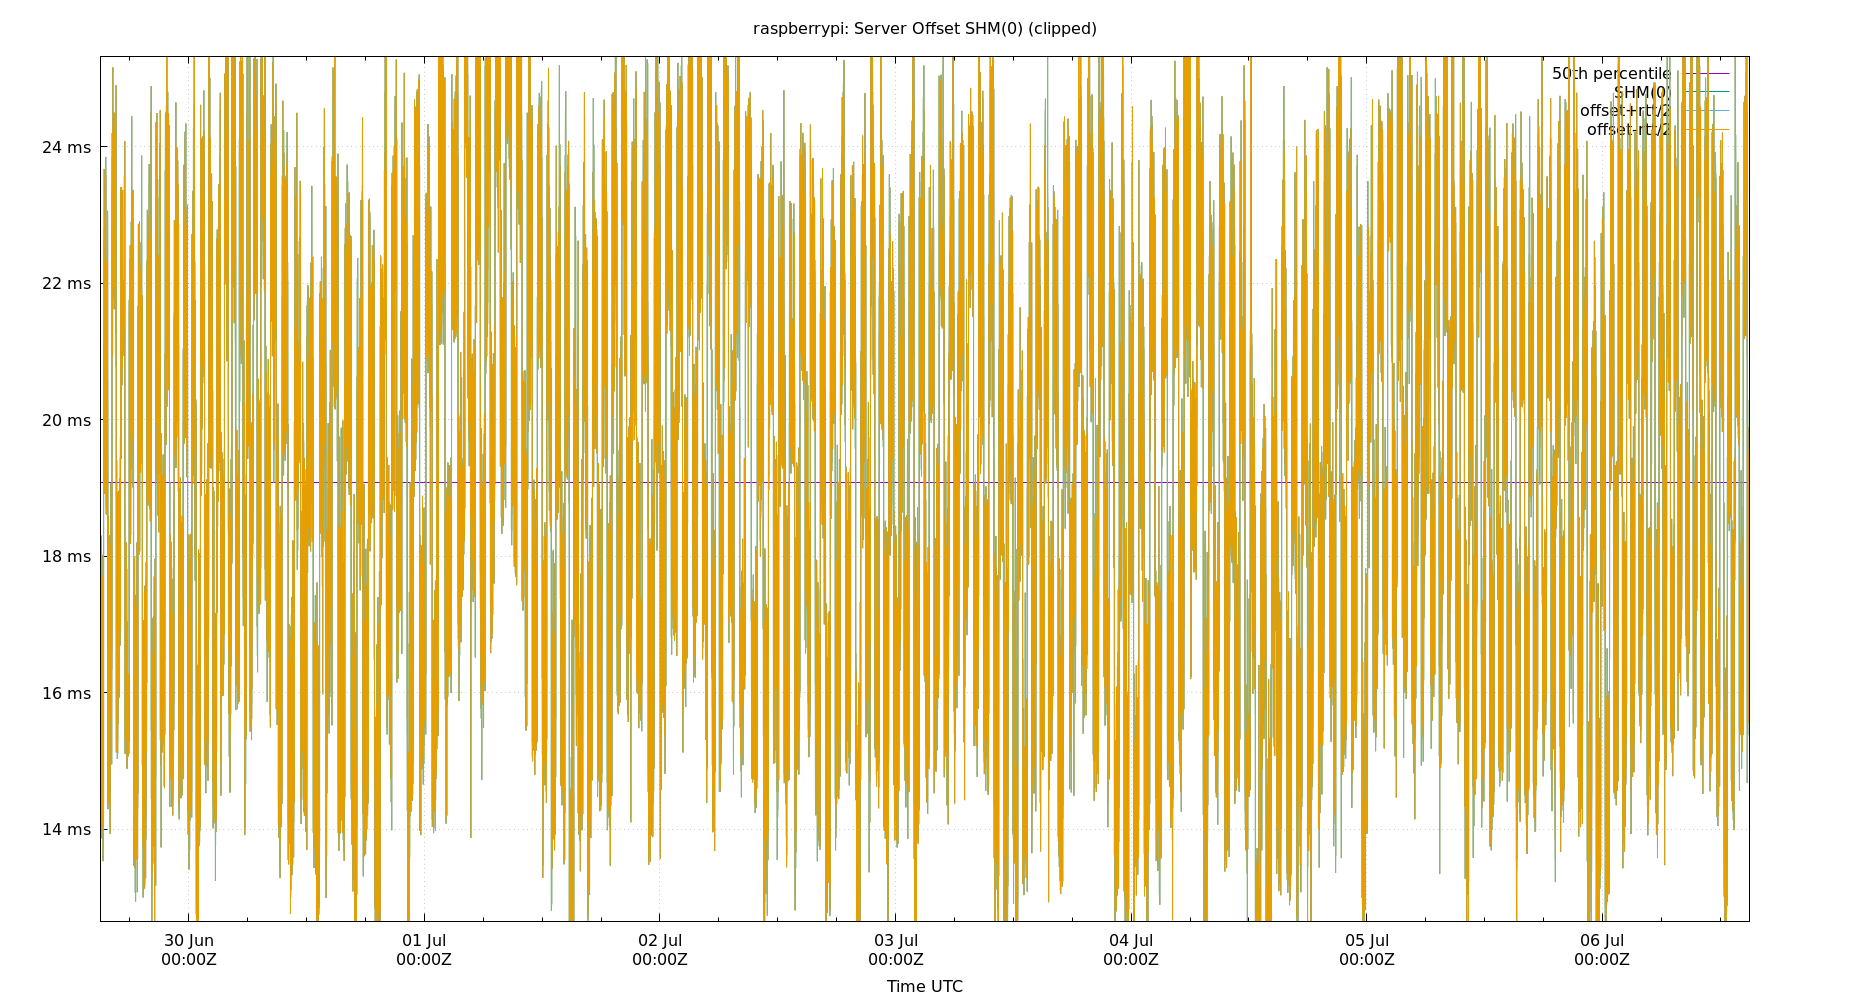 raspberrypi: Server Offset SHM(0) (clipped)
50th percentile
SHM(0)
offset+rtt/2
offset-rtt/2
24 ms
22 ms
20 ms
18 ms
16 ms
14 ms
30 Jun 01 Jul 02 Jul 03 Jul 04 Jul 05 Jul 06 Jul
00:00Z 00:00Z 00:00Z 00:00Z 00:00Z 00:00Z 00:00Z
Time UTC